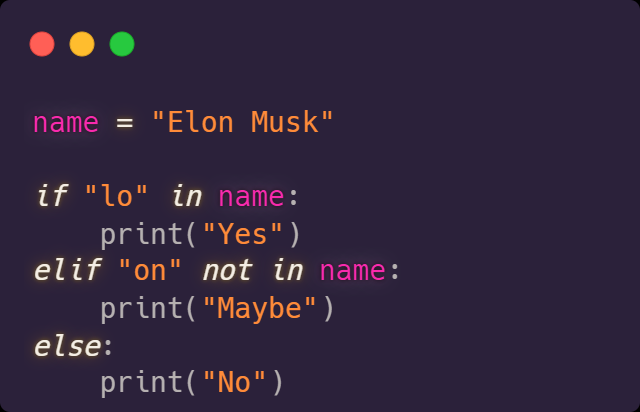 name = "Elon Musk"
if "lo" in name:
    print("Yes")
elif "on" not in name:
    print("Maybe")
else:
    print("No")